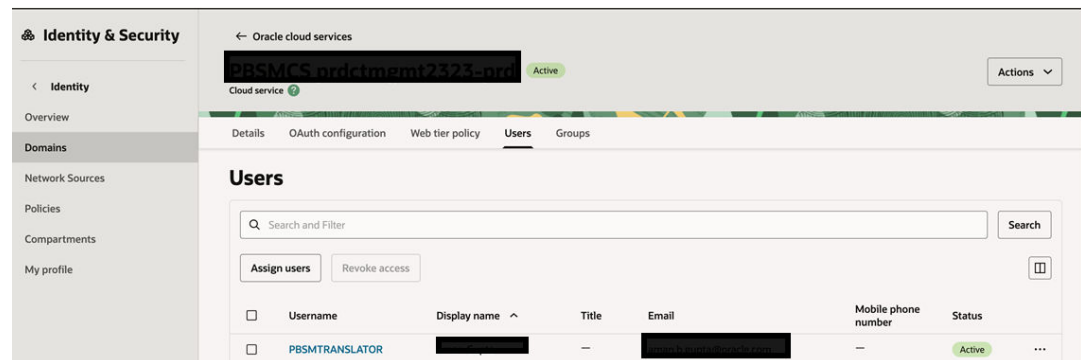 Identity & Security
← Oracle cloud services
Active
Actions
Cloud service ?
< Identity
Overview
Domains
Network Sources
Policies
Compartments
My profile
Details OAuth configuration Web tier policy Users Groups
Users
Search and Filter
Search
Assign users Revoke access
Username Display name Title Email Mobile phone number Status
PBSMTRANSLATOR — — Active ...